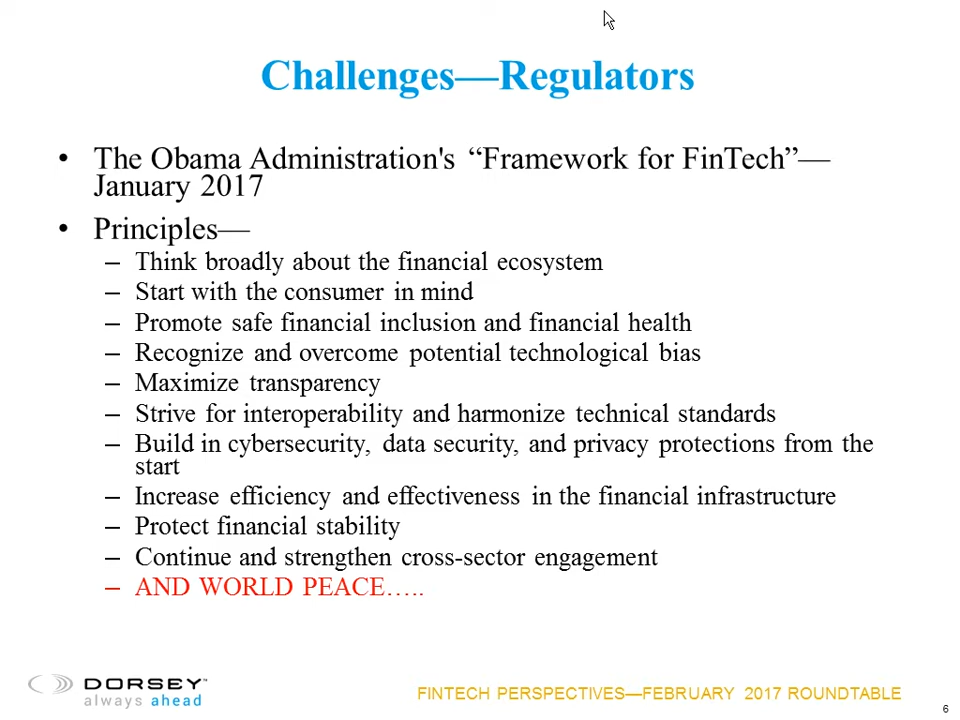 Challenges—Regulators
• The Obama Administration's “Framework for FinTech”—
January 2017
• Principles—
– Think broadly about the financial ecosystem
– Start with the consumer in mind
– Promote safe financial inclusion and financial health
– Recognize and overcome potential technological bias
– Maximize transparency
– Strive for interoperability and harmonize technical standards
– Build in cybersecurity, data security, and privacy protections from the
start
– Increase efficiency and effectiveness in the financial infrastructure
– Protect financial stability
– Continue and strengthen cross-sector engagement
– AND WORLD PEACE…..
DORSEY™
always ahead
FINTECH PERSPECTIVES—FEBRUARY 2017 ROUNDTABLE
6